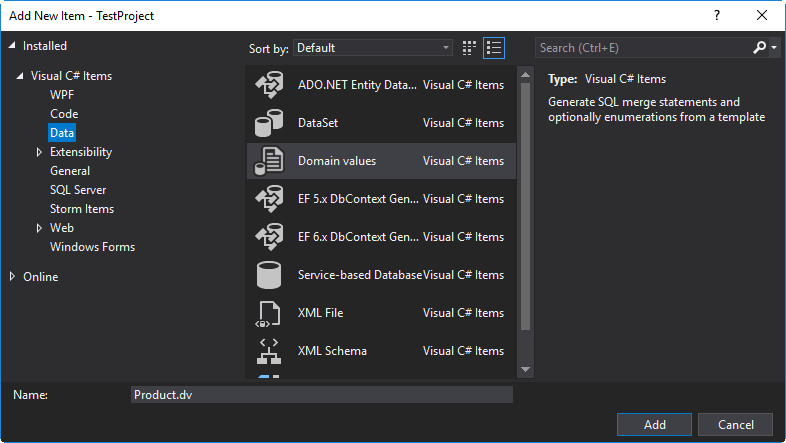 Add New Item - TestProject
?
Installed
Sort by: Default
Search (Ctrl+E)
Visual C# Items
WPF
Code
Data
Extensibility
General
SQL Server
Storm Items
Web
Windows Forms
Online
ADO.NET Entity Data... Visual C# Items
DataSet Visual C# Items
Domain values Visual C# Items
EF 5.x DbContext Gen... Visual C# Items
EF 6.x DbContext Gen... Visual C# Items
Service-based Database Visual C# Items
XML File Visual C# Items
XML Schema Visual C# Items
Type: Visual C# Items
Generate SQL merge statements and
optionally enumerations from a template
Name: Product.dv
Add Cancel